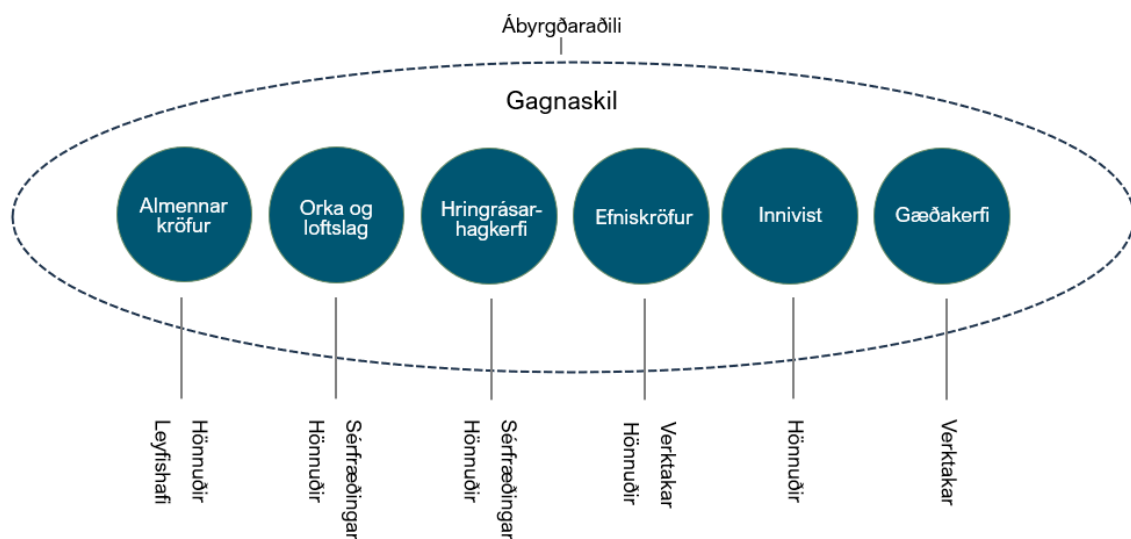 Ábyrgðaraðili
Gagnaskil
Almennar
kröfur
Orka og
loftslag
Hringrásar-
hagkerfi
Efniskröfur
Innivist
Gæðakerfi
Hönnuðir
Leyfishafi
Sérfræðingar
Hönnuðir
Sérfræðingar
Hönnuðir
Verktakar
Hönnuðir
Hönnuðir
Verktakar